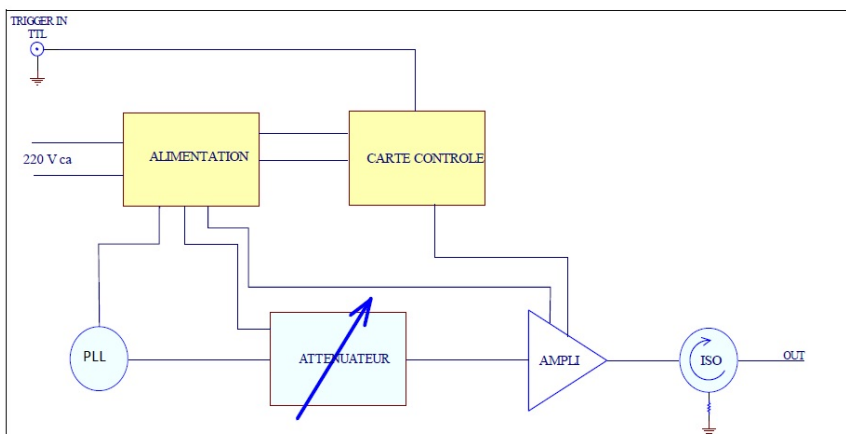 TRIGGER IN
TTL
220 V ca
ALIMENTATION
CARTE CONTROLE
PLL
ATTENUATEUR
AMPLI
ISO
OUT